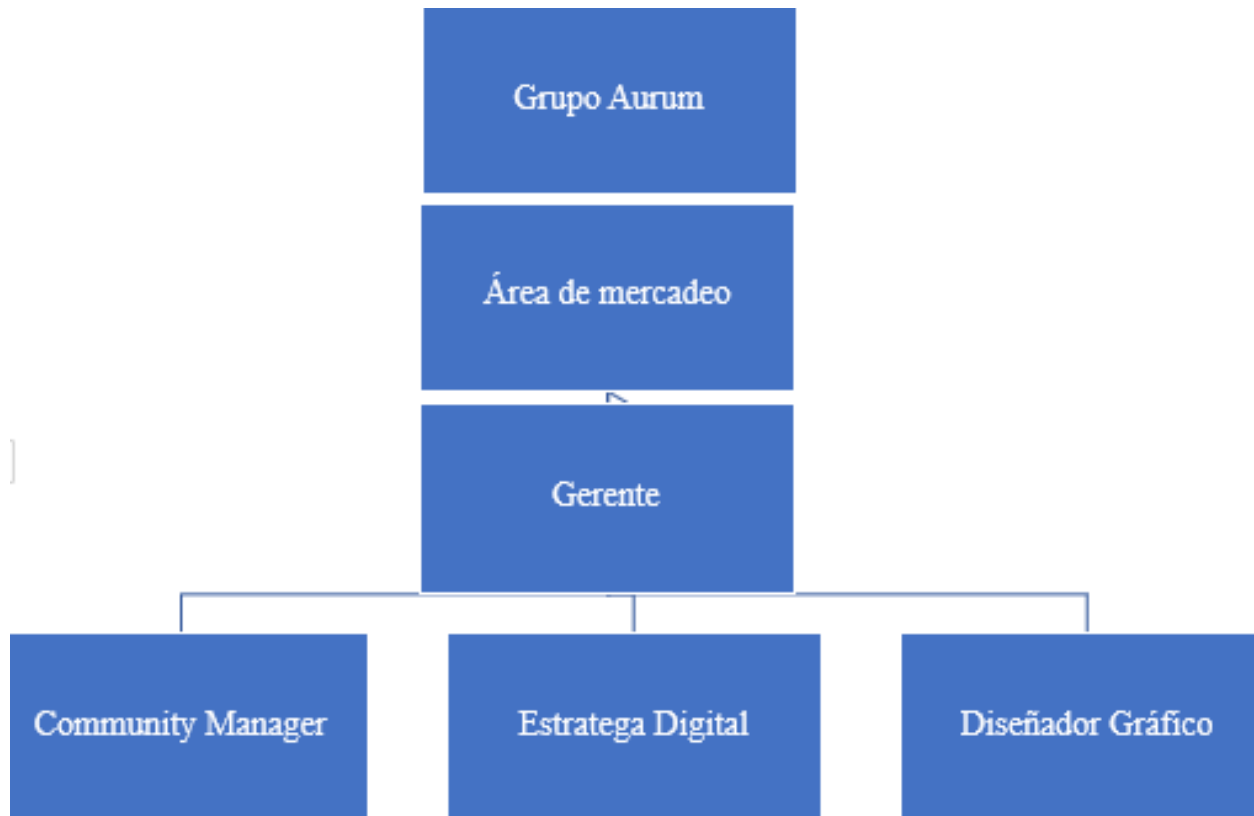 Grupo Aurum
Área de mercadeo
Gerente
Community Manager
Estratega Digital
Diseñador Gráfico